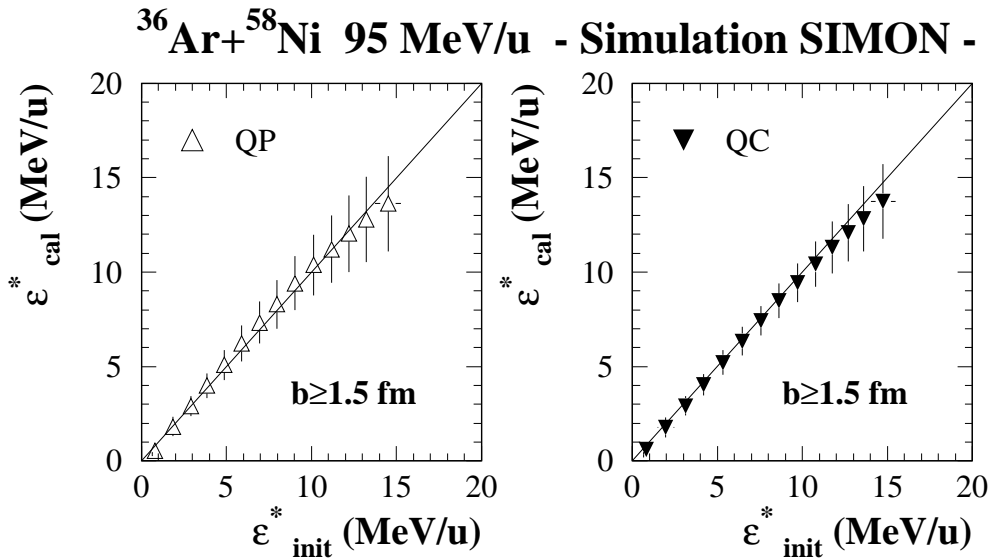 ³⁶Ar+⁵⁸Ni 95 MeV/u - Simulation SIMON -
ε*cal (MeV/u)
20
15
10
5
0
QP
b≥1.5 fm
0 5 10 15 20
ε*init (MeV/u)
ε*cal (MeV/u)
20
15
10
5
0
QC
b≥1.5 fm
0 5 10 15 20
ε*init (MeV/u)